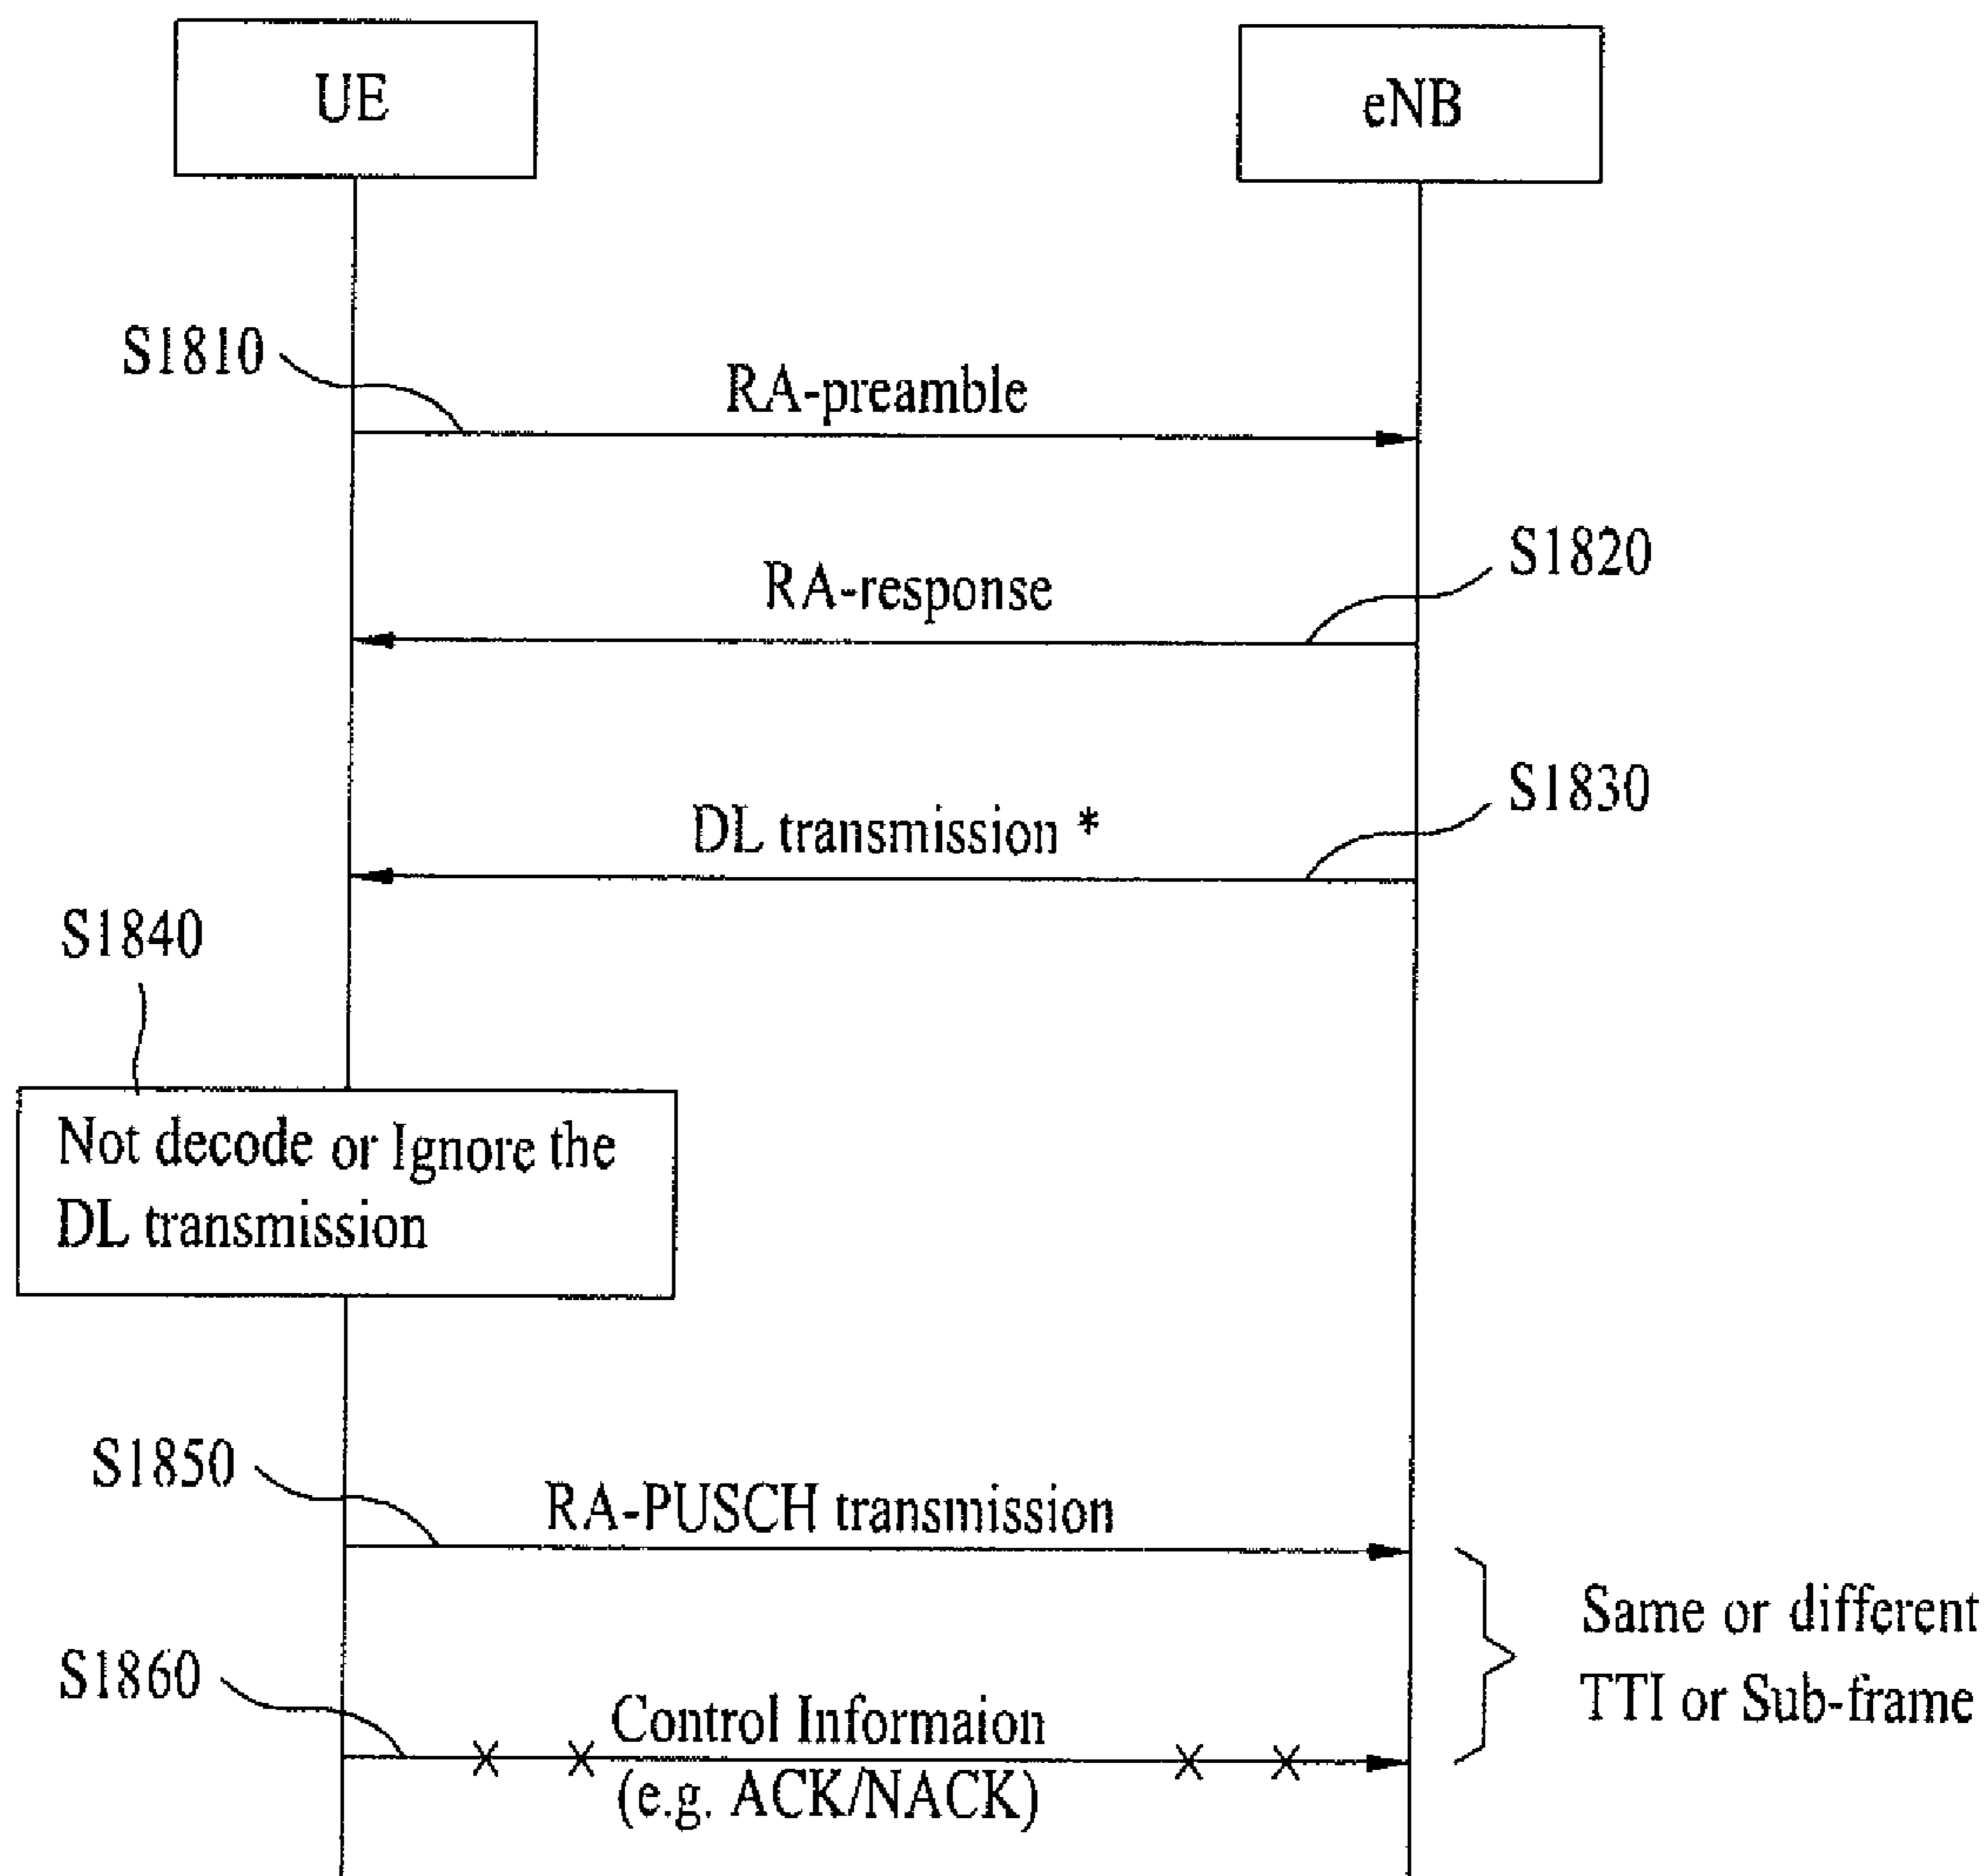 UE
eNB
S1810
RA-preamble
S1820
RA-response
S1830
DL transmission *
S1840
Not decode or Ignore the
DL transmission
S1850
RA-PUSCH transmission
Same or different
TTI or Sub-frame
S1860
Control Informaion
(e.g. ACK/NACK)